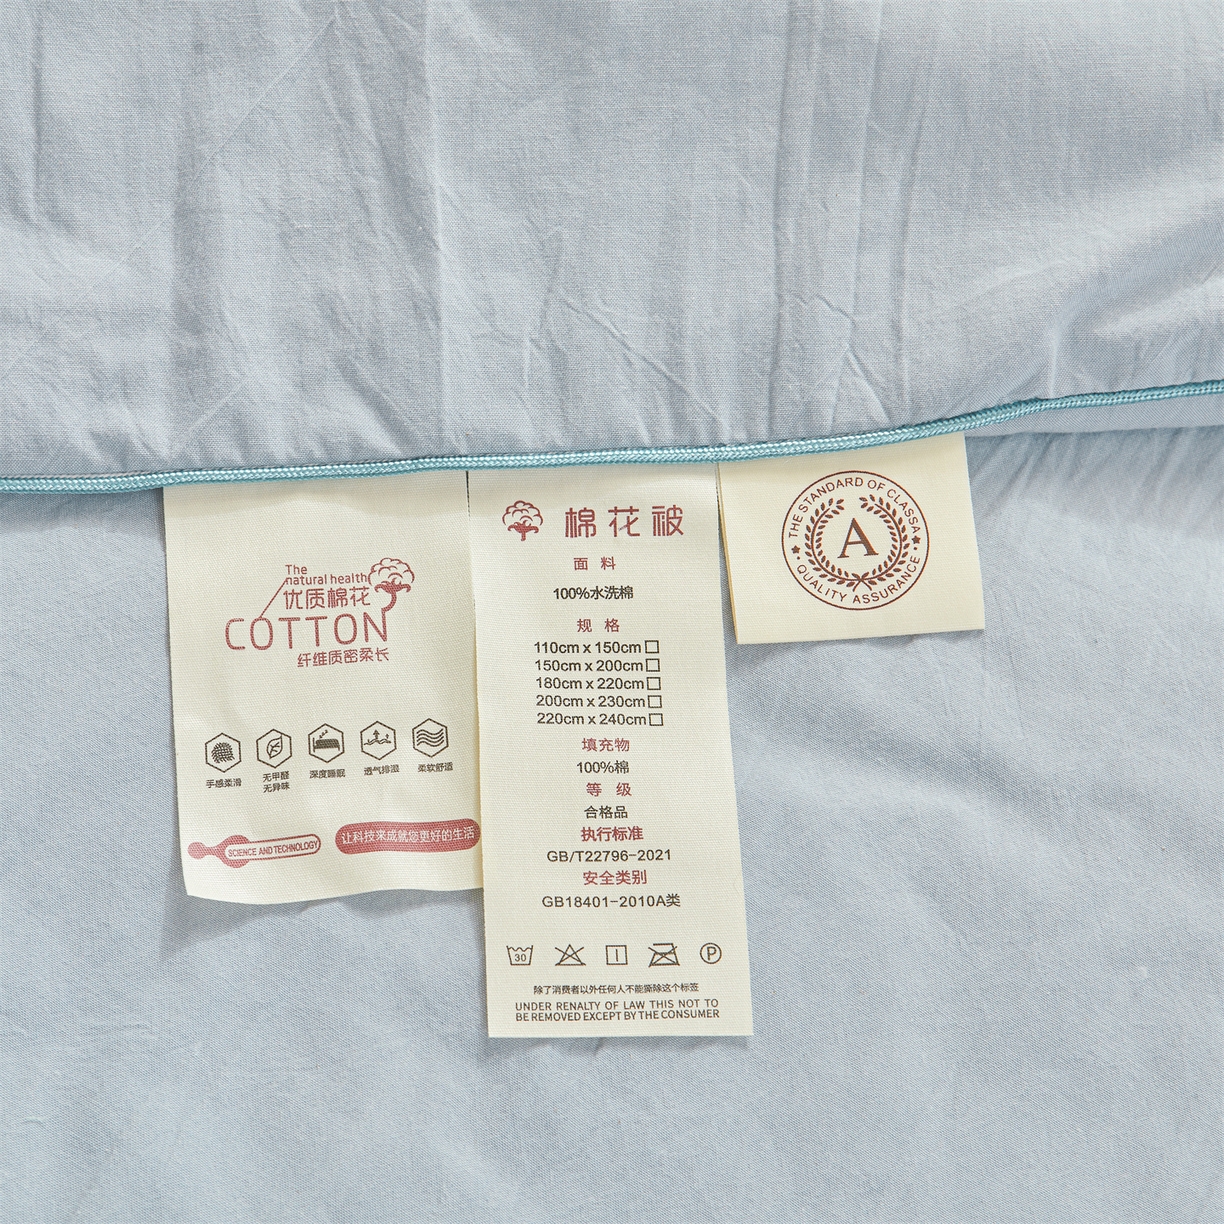 The
natural health
优质棉花
COTTON
纤维质密柔长
手感柔滑
无甲醛
无异味
深度睡眠
透气排湿
柔软舒适
SCIENCE AND TECHNOLOGY
让科技来成就您更好的生活
棉花被
面料
100%水洗棉
规格
110cm x 150cm□
150cm x 200cm□
180cm x 220cm□
200cm x 230cm□
220cm x 240cm□
填充物
100%棉
等级
合格品
执行标准
GB/T22796-2021
安全类别
GB18401-2010A类
30
P
除了消费者以外任何人不能撕除这个标签
UNDER RENALTY OF LAW THIS NOT TO
BE REMOVED EXCEPT BY THE CONSUMER
THE STANDARD OF CLASSA
A
QUALITY ASSURANCE